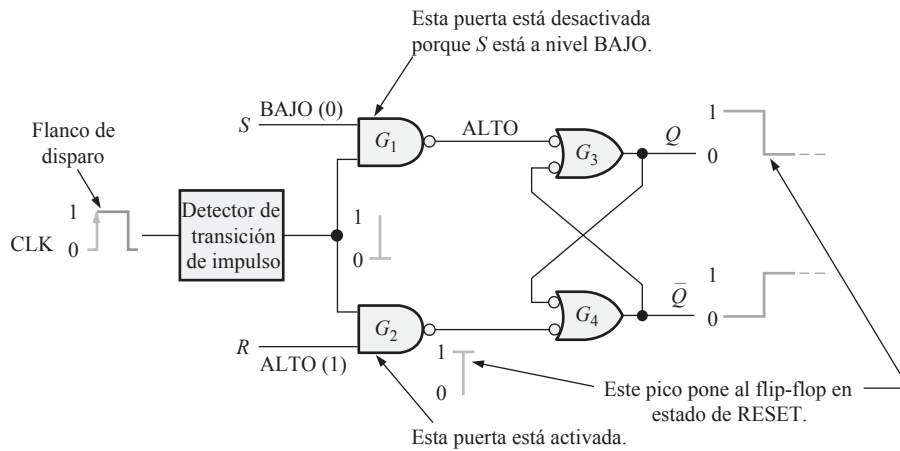 Esta puerta está desactivada
porque S está a nivel BAJO.
Flanco de
disparo
S
BAJO (0)
G1
ALTO
G3
Q
1
0
1
0
CLK
Detector de
transición
de impulso
1
0
G2
R
ALTO (1)
G4
Q̅
1
0
1
0
Este pico pone al flip-flop en
estado de RESET.
Esta puerta está activada.